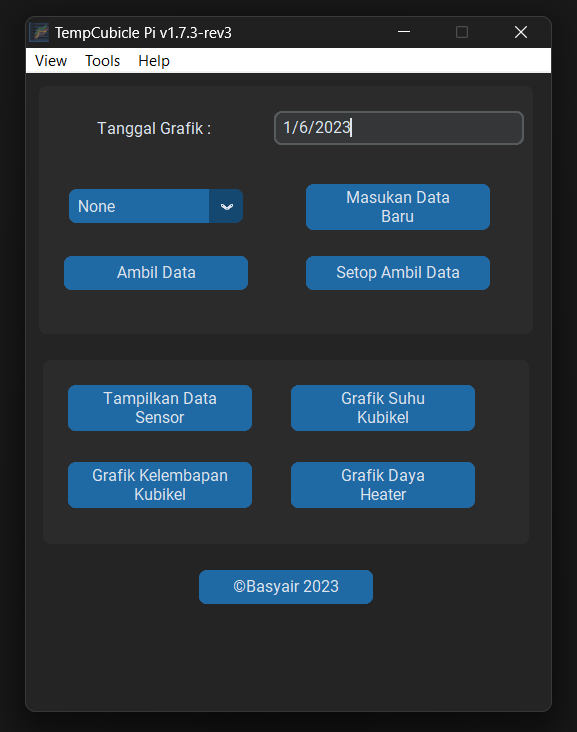 TempCubicle Pi v1.7.3-rev3
View Tools Help
Tanggal Grafik :
1/6/2023
None
Masukan Data
Baru
Ambil Data
Setop Ambil Data
Tampilkan Data
Sensor
Grafik Suhu
Kubikel
Grafik Kelembapan
Kubikel
Grafik Daya
Heater
©Basyair 2023